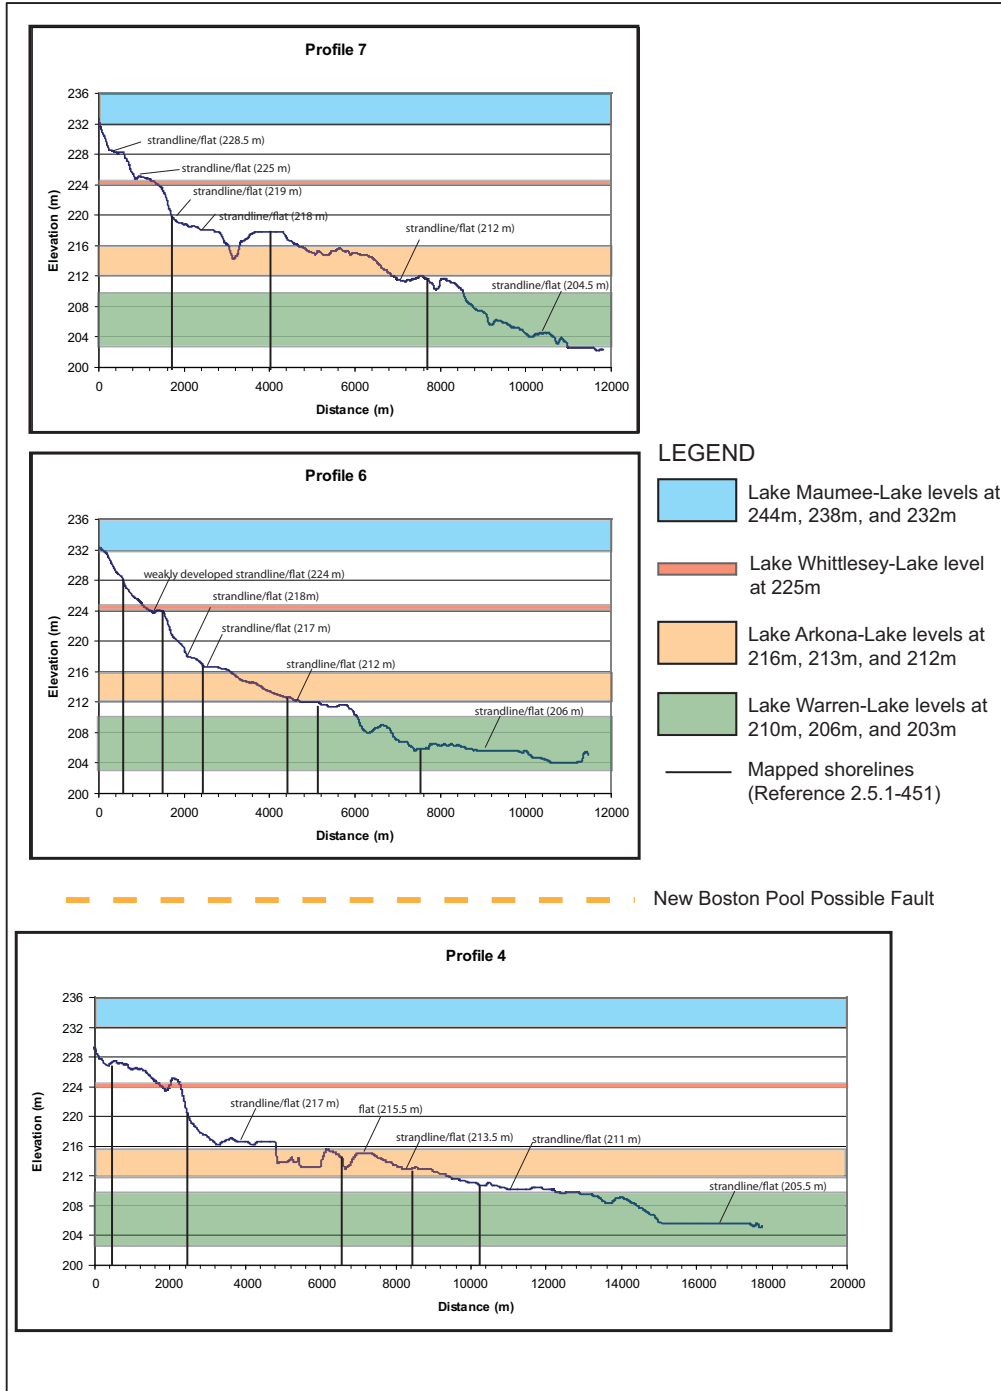 Profile 7
236
232
228
224
220
216
212
208
204
200
Elevation (m)
strandline/flat (228.5 m)
strandline/flat (225 m)
strandline/flat (219 m)
strandline/flat (218 m)
strandline/flat (212 m)
strandline/flat (204.5 m)
0 2000 4000 6000 8000 10000 12000
Distance (m)
Profile 6
236
232
228
224
220
216
212
208
204
200
Elevation (m)
weakly developed strandline/flat (224 m)
strandline/flat (218m)
strandline/flat (217 m)
strandline/flat (212 m)
strandline/flat (206 m)
0 2000 4000 6000 8000 10000 12000
Distance (m)
LEGEND
Lake Maumee-Lake levels at
244m, 238m, and 232m
Lake Whittlesey-Lake level
at 225m
Lake Arkona-Lake levels at
216m, 213m, and 212m
Lake Warren-Lake levels at
210m, 206m, and 203m
Mapped shorelines
(Reference 2.5.1-451)
New Boston Pool Possible Fault
Profile 4
236
232
228
224
220
216
212
208
204
200
Elevation (m)
strandline/flat (217 m)
flat (215.5 m)
strandline/flat (213.5 m)
strandline/flat (211 m)
strandline/flat (205.5 m)
0 2000 4000 6000 8000 10000 12000 14000 16000 18000 20000
Distance (m)